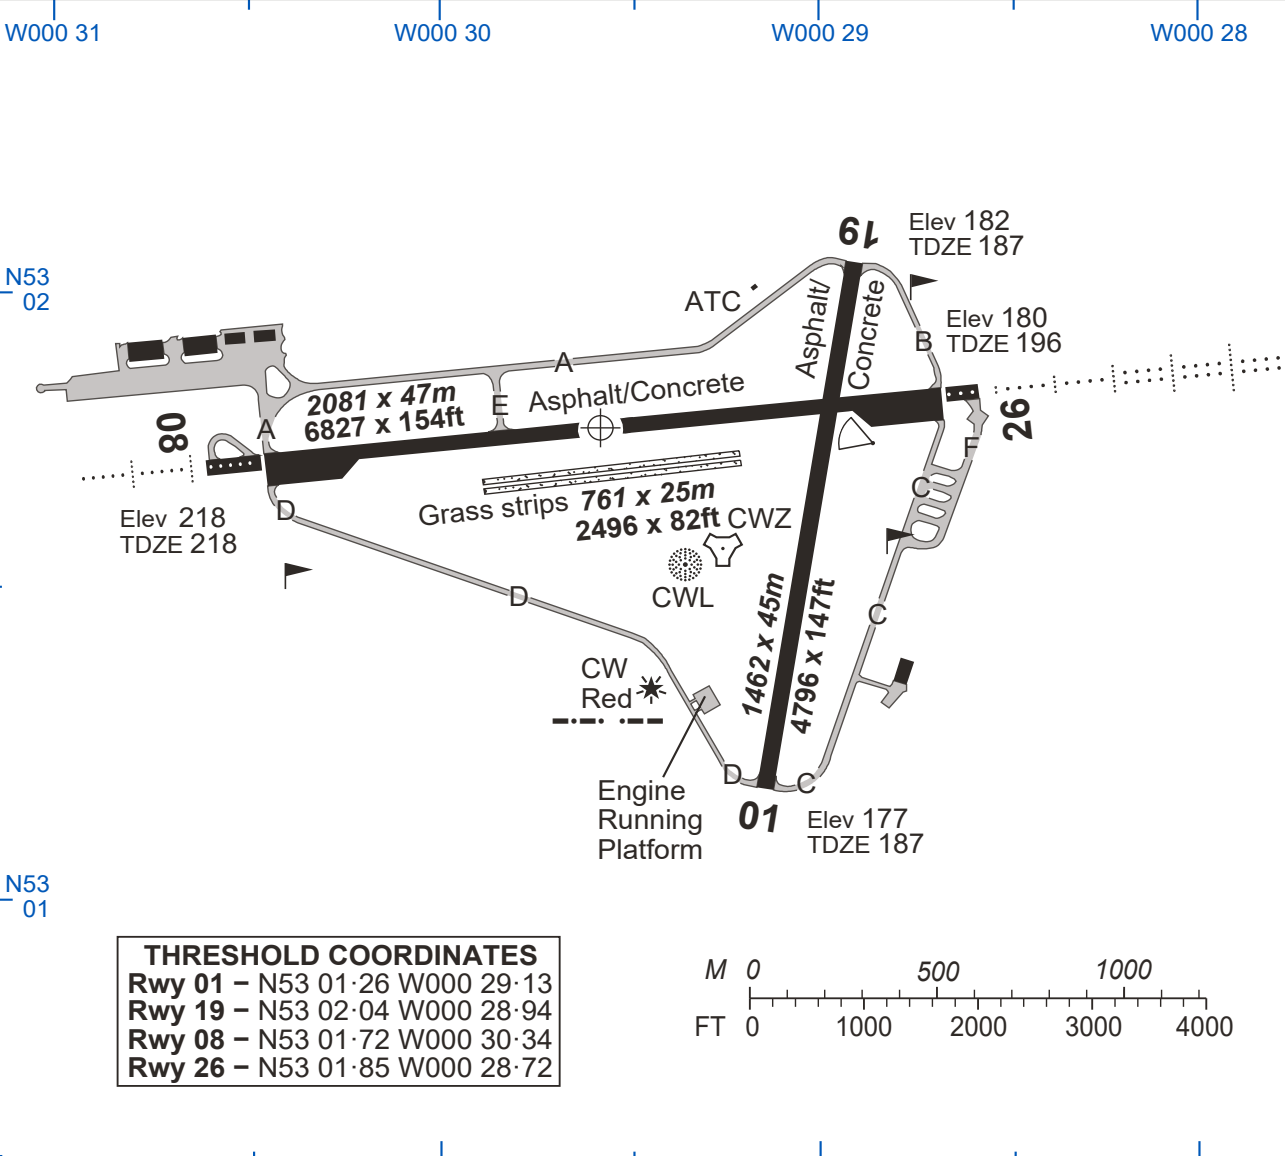 W000 31
W000 30
W000 29
W000 28
19
Elev 182
TDZE 187
N53
02
ATC
Asphalt/
Concrete
Elev 180
B
TDZE 196
A
Asphalt/Concrete
2081 x 47m
6827 x 154ft
E
08
A
26
F
C
Grass strips
761 x 25m
2496 x 82ft
CWZ
D
Elev 218
TDZE 218
CWL
D
C
1462 x 45m
4796 x 147ft
CW
Red
D
C
Engine
Running
Platform
01
Elev 177
TDZE 187
N53
01
THRESHOLD COORDINATES
Rwy 01 – N53 01·26 W000 29·13
Rwy 19 – N53 02·04 W000 28·94
Rwy 08 – N53 01·72 W000 30·34
Rwy 26 – N53 01·85 W000 28·72
M 0 500 1000
FT 0 1000 2000 3000 4000